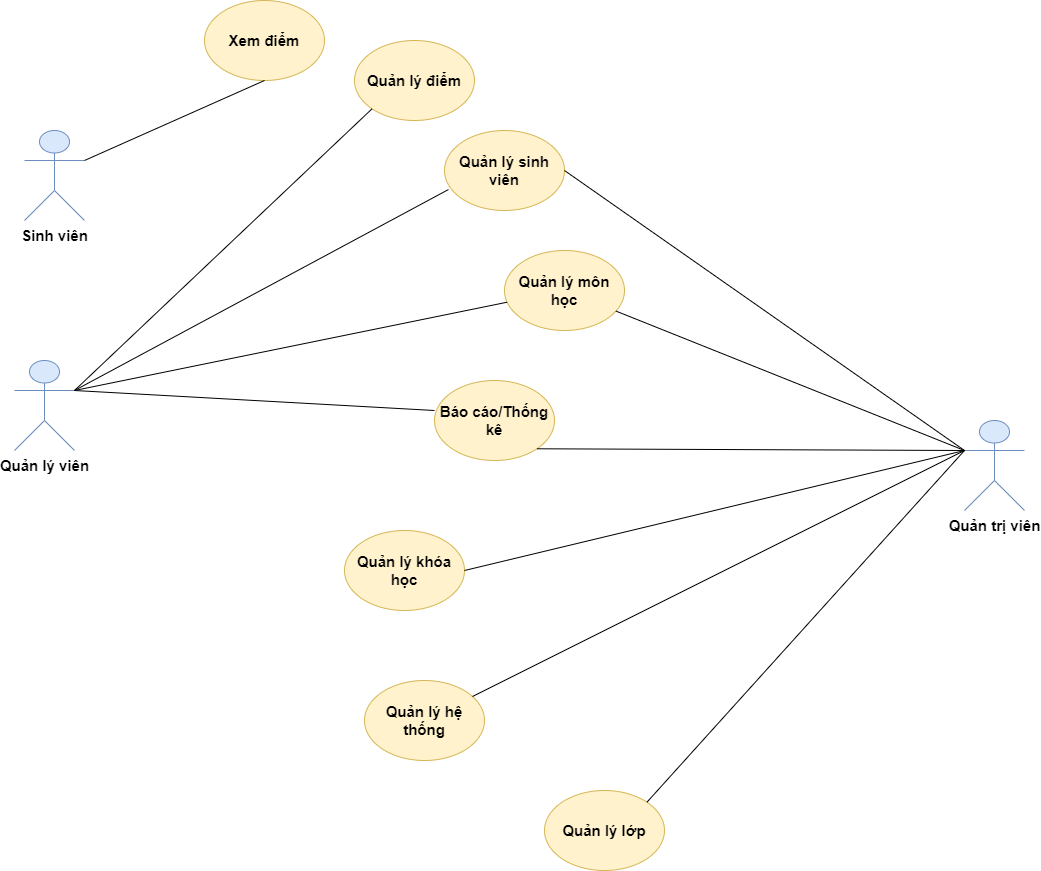 Xem điểm
Quản lý điểm
Quản lý sinh
viên
Sinh viên
Quản lý môn
học
Báo cáo/Thống
kê
Quản lý viên
Quản trị viên
Quản lý khóa
học
Quản lý hệ
thống
Quản lý lớp